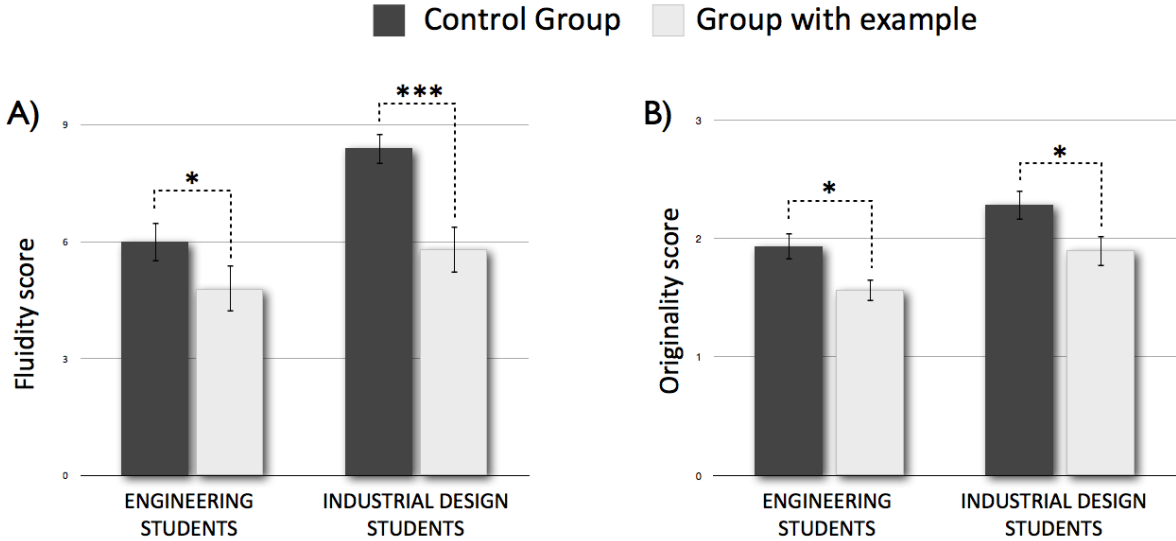 Control Group Group with example
A)
Fluidity score
9
6
3
0
*
***
ENGINEERING STUDENTS
INDUSTRIAL DESIGN STUDENTS
B)
Originality score
3
2
1
0
*
*
ENGINEERING STUDENTS
INDUSTRIAL DESIGN STUDENTS